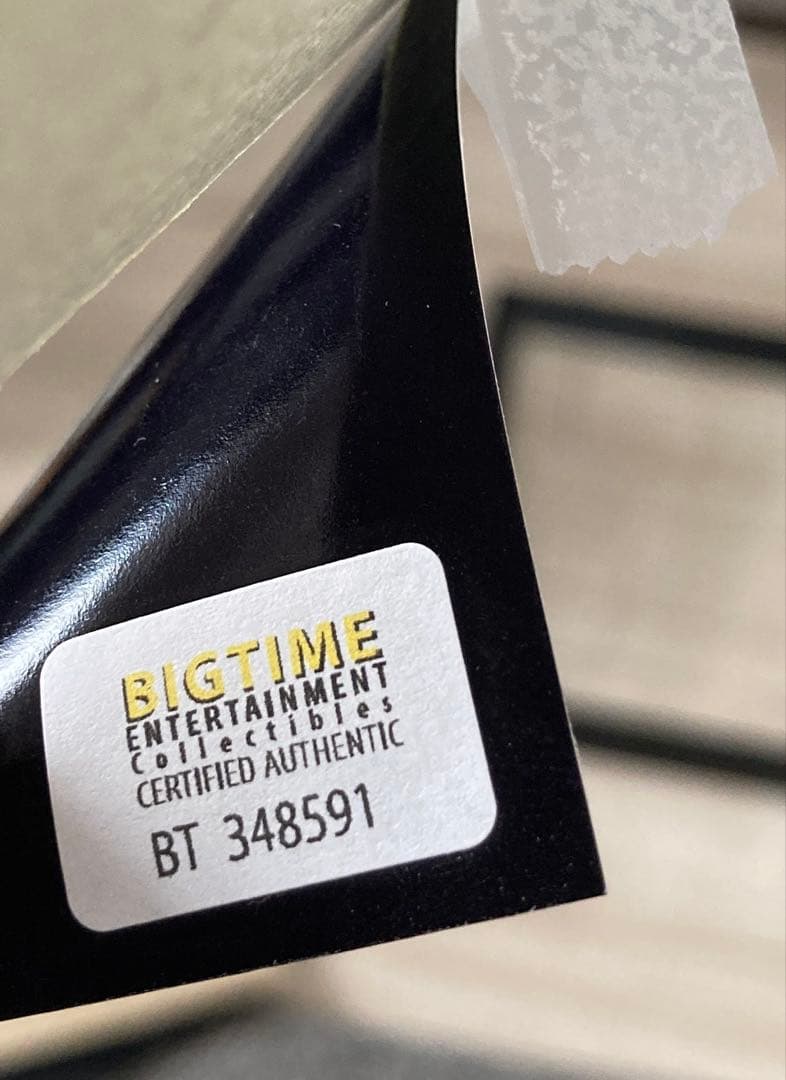 BIGTIME
ENTERTAINMENT
Collectibles
CERTIFIED AUTHENTIC
BT 348591